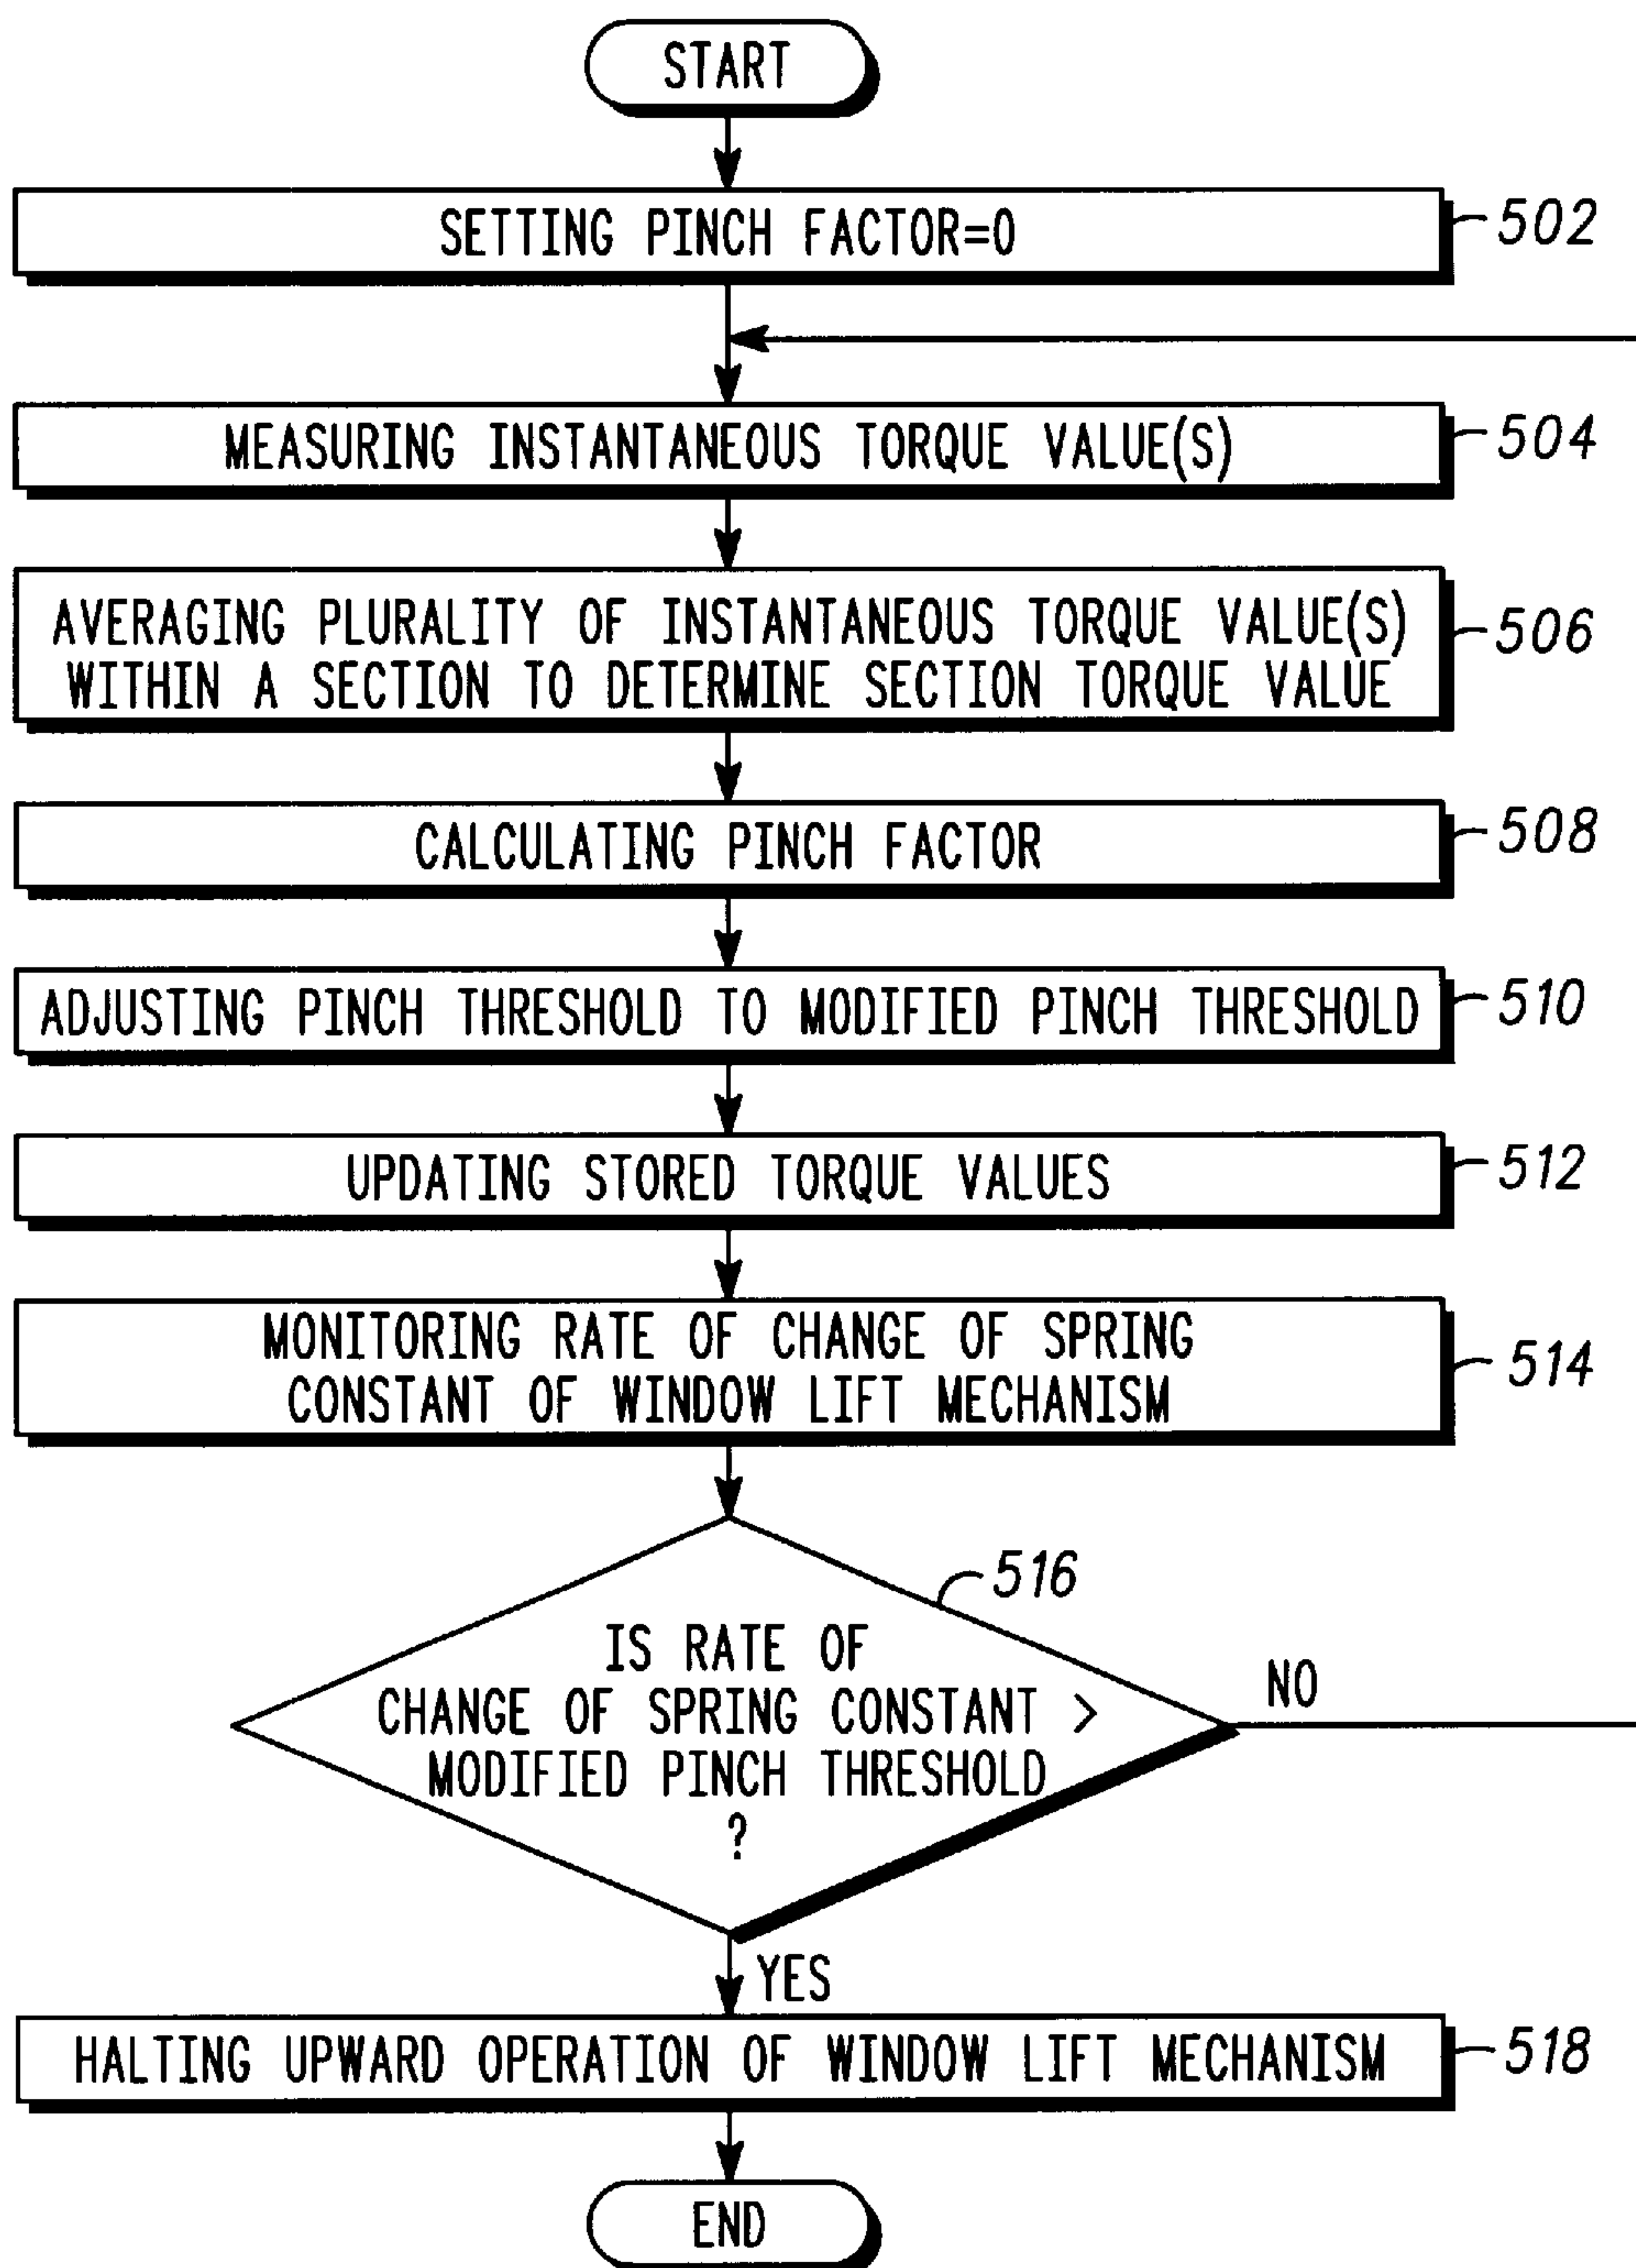 START
SETTING PINCH FACTOR=0
502
MEASURING INSTANTANEOUS TORQUE VALUE(S)
504
AVERAGING PLURALITY OF INSTANTANEOUS TORQUE VALUE(S)
WITHIN A SECTION TO DETERMINE SECTION TORQUE VALUE
506
CALCULATING PINCH FACTOR
508
ADJUSTING PINCH THRESHOLD TO MODIFIED PINCH THRESHOLD
510
UPDATING STORED TORQUE VALUES
512
MONITORING RATE OF CHANGE OF SPRING
CONSTANT OF WINDOW LIFT MECHANISM
514
516
IS RATE OF
CHANGE OF SPRING CONSTANT >
MODIFIED PINCH THRESHOLD
?
NO
YES
HALTING UPWARD OPERATION OF WINDOW LIFT MECHANISM
518
END